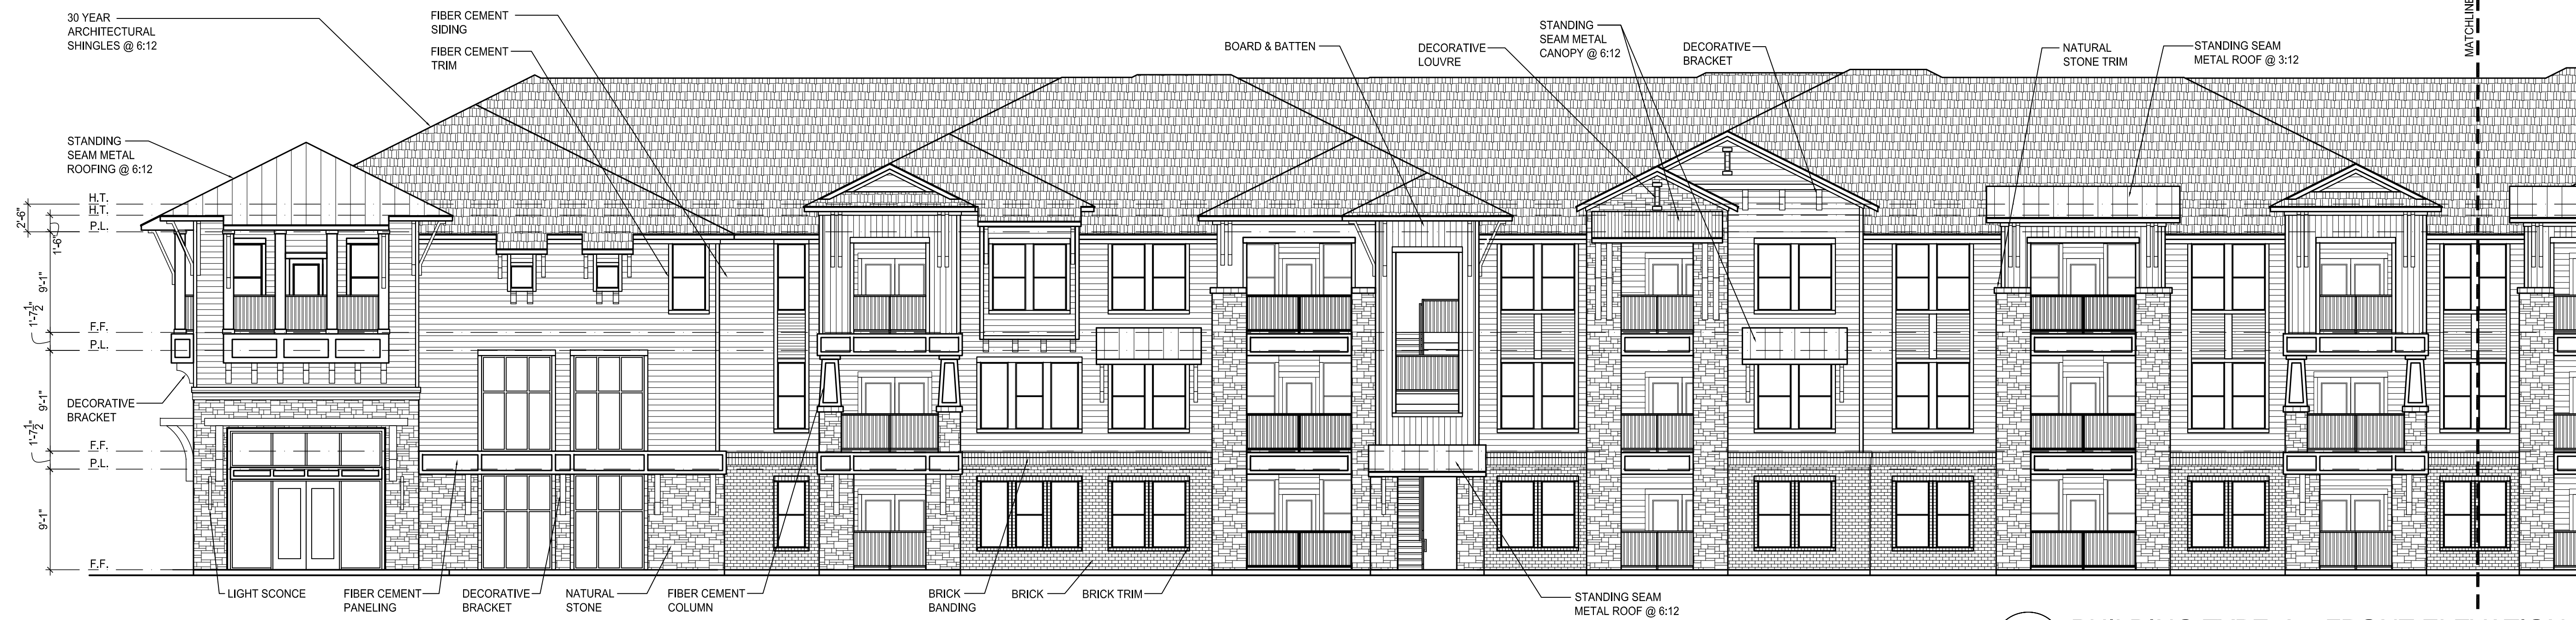 30 YEAR
ARCHITECTURAL
SHINGLES @ 6:12
FIBER CEMENT
SIDING
FIBER CEMENT
TRIM
BOARD & BATTEN
DECORATIVE
LOUVRE
STANDING
SEAM METAL
CANOPY @ 6:12
DECORATIVE
BRACKET
NATURAL
STONE TRIM
STANDING SEAM
METAL ROOF @ 3:12
MATCHLINE
STANDING
SEAM METAL
ROOFING @ 6:12
H.T.
H.T.
P.L.
2'-6"
1'-6"
9'-1"
F.F.
P.L.
1'-7 1/2"
DECORATIVE
BRACKET
9'-1"
F.F.
P.L.
1'-7 1/2"
9'-1"
F.F.
LIGHT SCONCE
FIBER CEMENT
PANELING
DECORATIVE
BRACKET
NATURAL
STONE
FIBER CEMENT
COLUMN
BRICK
BANDING
BRICK
BRICK TRIM
STANDING SEAM
METAL ROOF @ 6:12